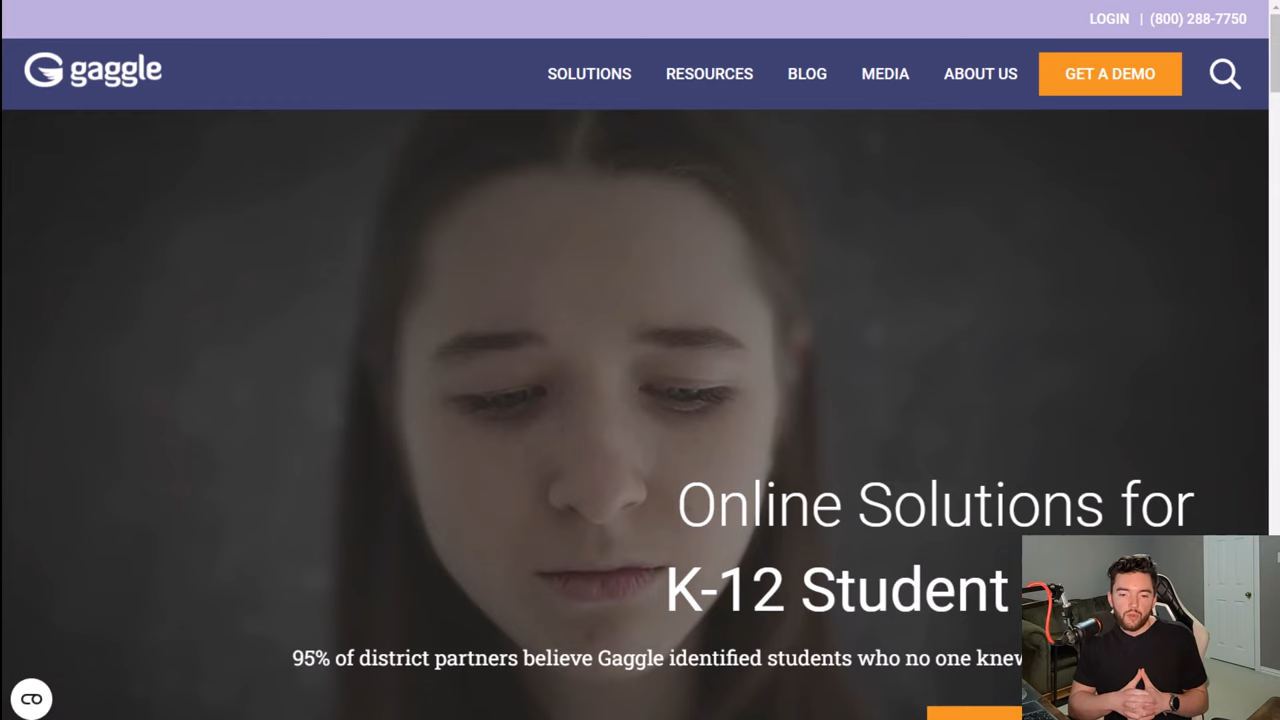 LOGIN | (800) 288-7750
gaggle
SOLUTIONS RESOURCES BLOG MEDIA ABOUT US GET A DEMO
Online Solutions for
K-12 Student
95% of district partners believe Gaggle identified students who no one knew